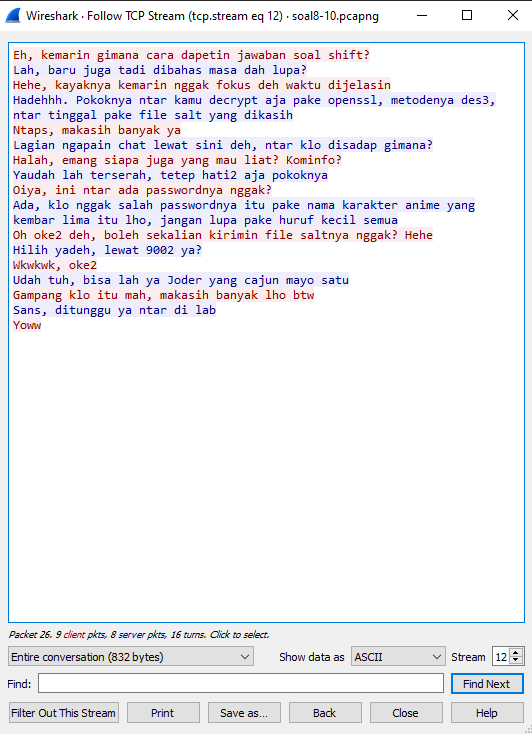 Wireshark · Follow TCP Stream (tcp.stream eq 12) · soal8-10.pcapng
Eh, kemarin gimana cara dapetin jawaban soal shift?
Lah, baru juga tadi dibahas masa dah lupa?
Hehe, kayaknya kemarin nggak fokus deh waktu dijelasin
Hadehhh. Pokoknya ntar kamu decrypt aja pake openssl, metodenya des3,
ntar tinggal pake file salt yang dikasih
Ntaps, makasih banyak ya
Lagian ngapain chat lewat sini deh, ntar klo disadap gimana?
Halah, emang siapa juga yang mau liat? Kominfo?
Yaudah lah terserah, tetep hati2 aja pokoknya
Oiya, ini ntar ada passwordnya nggak?
Ada, klo nggak salah passwordnya itu pake nama karakter anime yang
kembar lima itu lho, jangan lupa pake huruf kecil semua
Oh oke2 deh, boleh sekalian kirimin file saltnya nggak? Hehe
Hilih yadeh, lewat 9002 ya?
Wkwkwk, oke2
Udah tuh, bisa lah ya Joder yang cajun mayo satu
Gampang klo itu mah, makasih banyak lho btw
Sans, ditunggu ya ntar di lab
Yoww
Packet 26. 9 client pkts, 8 server pkts, 16 turns. Click to select.
Entire conversation (832 bytes) Show data as ASCII Stream 12
Find: Find Next
Filter Out This Stream Print Save as... Back Close Help